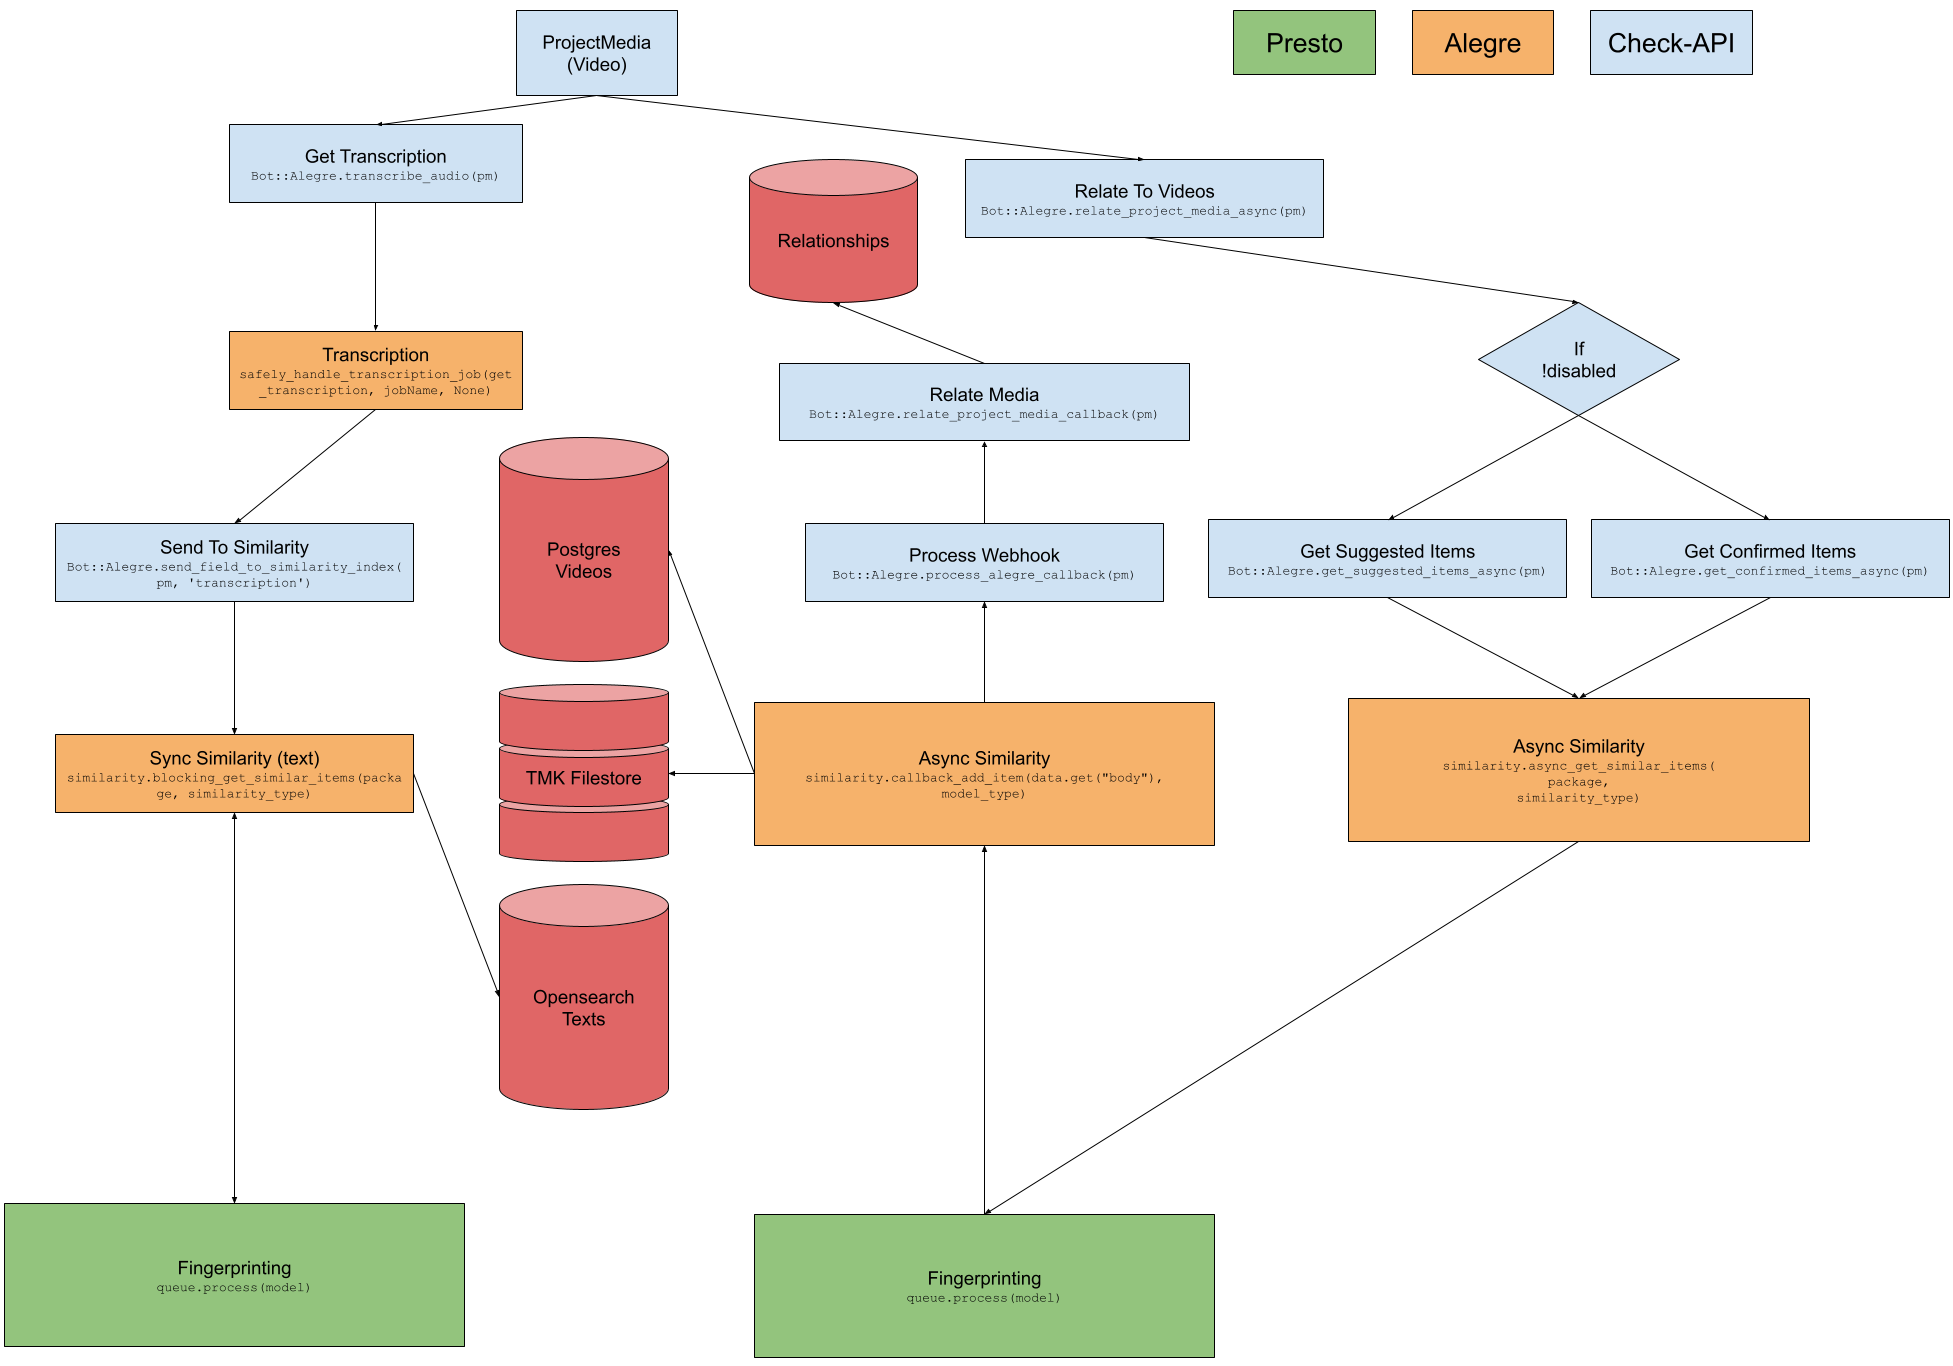 ProjectMedia
(Video)
Presto
Alegre
Check-API
Get Transcription
Bot::Alegre.transcribe_audio(pm)
Relate To Videos
Bot::Alegre.relate_project_media_async(pm)
Relationships
If
!disabled
Transcription
safely_handle_transcription_job(get
_transcription, jobName, None)
Relate Media
Bot::Alegre.relate_project_media_callback(pm)
Send To Similarity
Bot::Alegre.send_field_to_similarity_index(
pm, 'transcription')
Postgres
Videos
Process Webhook
Bot::Alegre.process_alegre_callback(pm)
Get Suggested Items
Bot::Alegre.get_suggested_items_async(pm)
Get Confirmed Items
Bot::Alegre.get_confirmed_items_async(pm)
Sync Similarity (text)
similarity.blocking_get_similar_items(packa
ge, similarity_type)
TMK Filestore
Async Similarity
similarity.callback_add_item(data.get("body"),
model_type)
Async Similarity
similarity.async_get_similar_items(
package,
similarity_type)
Opensearch
Texts
Fingerprinting
queue.process(model)
Fingerprinting
queue.process(model)